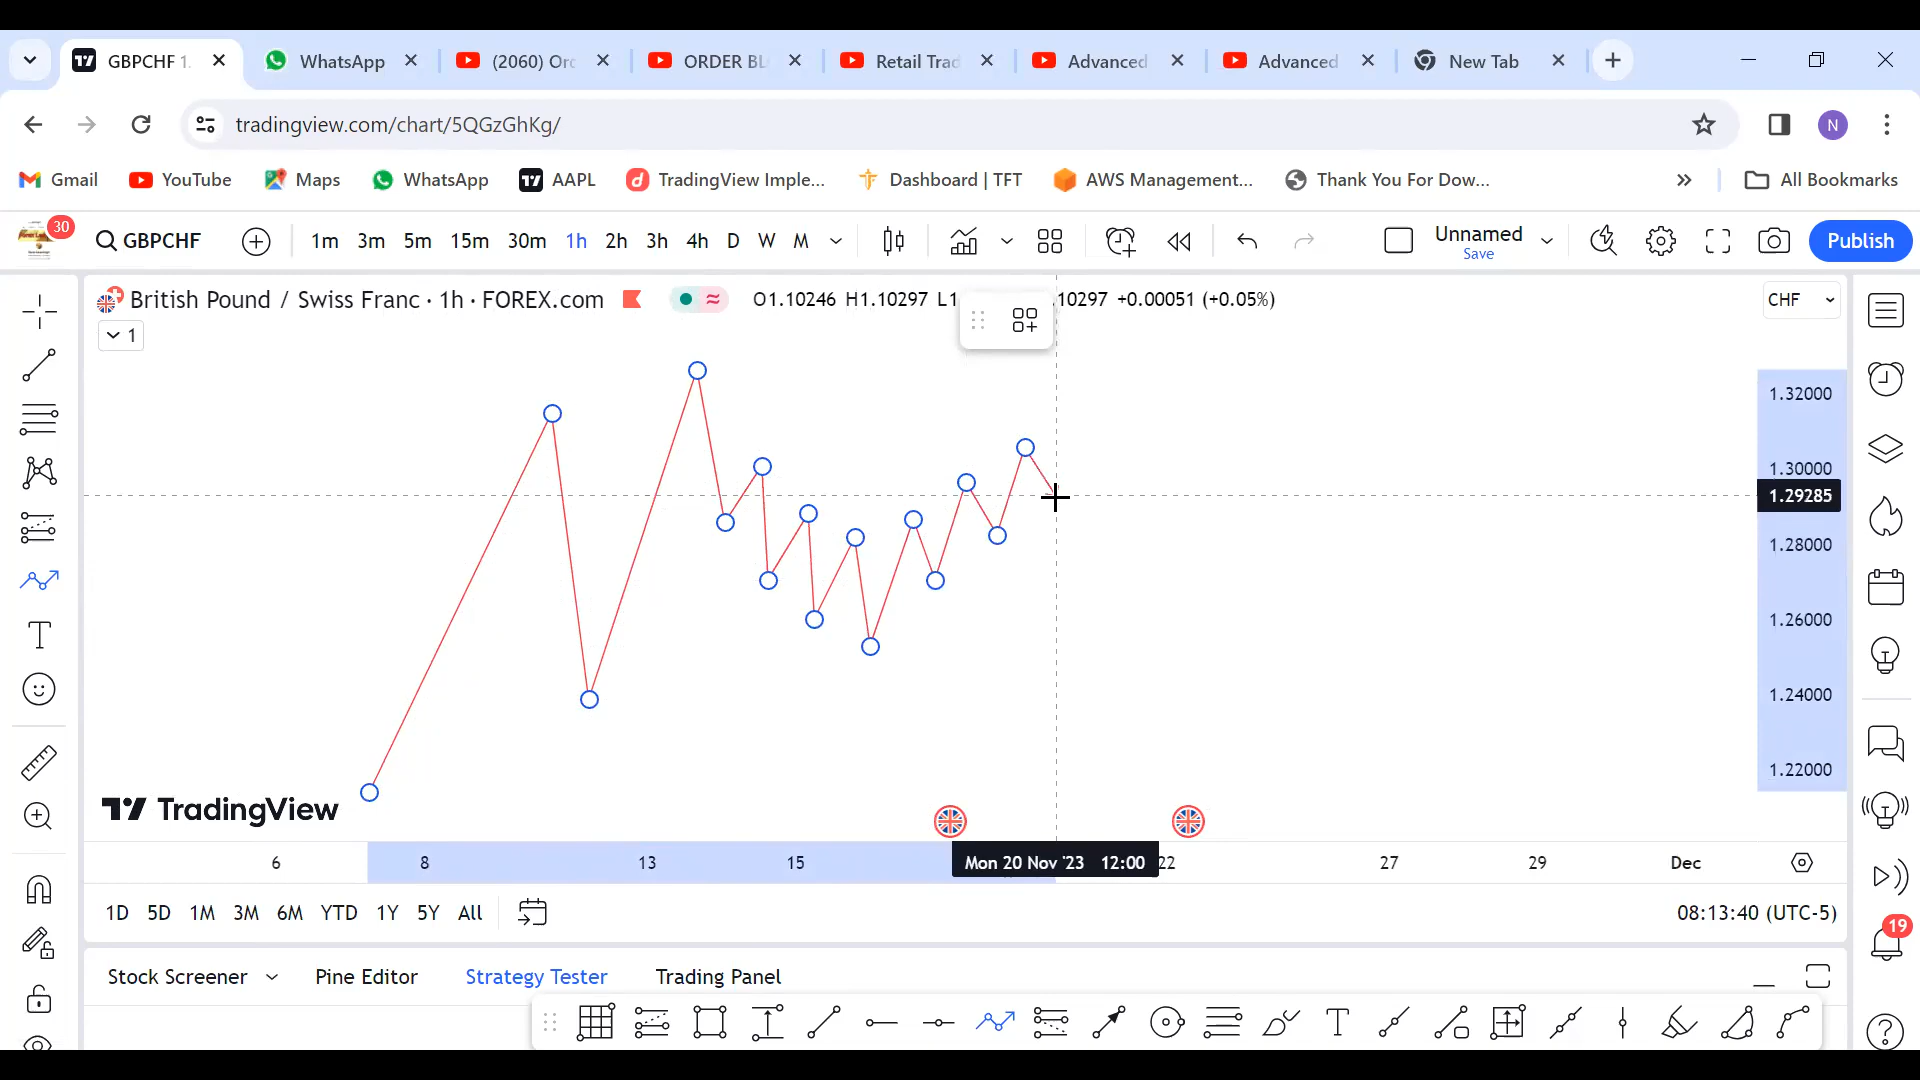 GBPCHF 1.
WhatsApp
(2060) Orc
ORDER BL
Retail Trad
Advanced
Advanced
New Tab
tradingview.com/chart/5QGzGhKg/
N
Gmail
YouTube
Maps
WhatsApp
AAPL
TradingView Imple...
Dashboard | TFT
AWS Management...
Thank You For Dow...
»
All Bookmarks
30
GBPCHF
1m 3m 5m 15m 30m 1h 2h 3h 4h D W M
Unnamed
Save
Publish
British Pound / Swiss Franc · 1h · FOREX.com
O1.10246 H1.10297 L1 10297 +0.00051 (+0.05%)
CHF
1
1.32000
1.30000
1.29285
1.28000
1.26000
1.24000
1.22000
TradingView
6 8 13 15 Mon 20 Nov '23 12:00 22 27 29 Dec
1D 5D 1M 3M 6M YTD 1Y 5Y All
08:13:40 (UTC-5)
19
Stock Screener
Pine Editor
Strategy Tester
Trading Panel